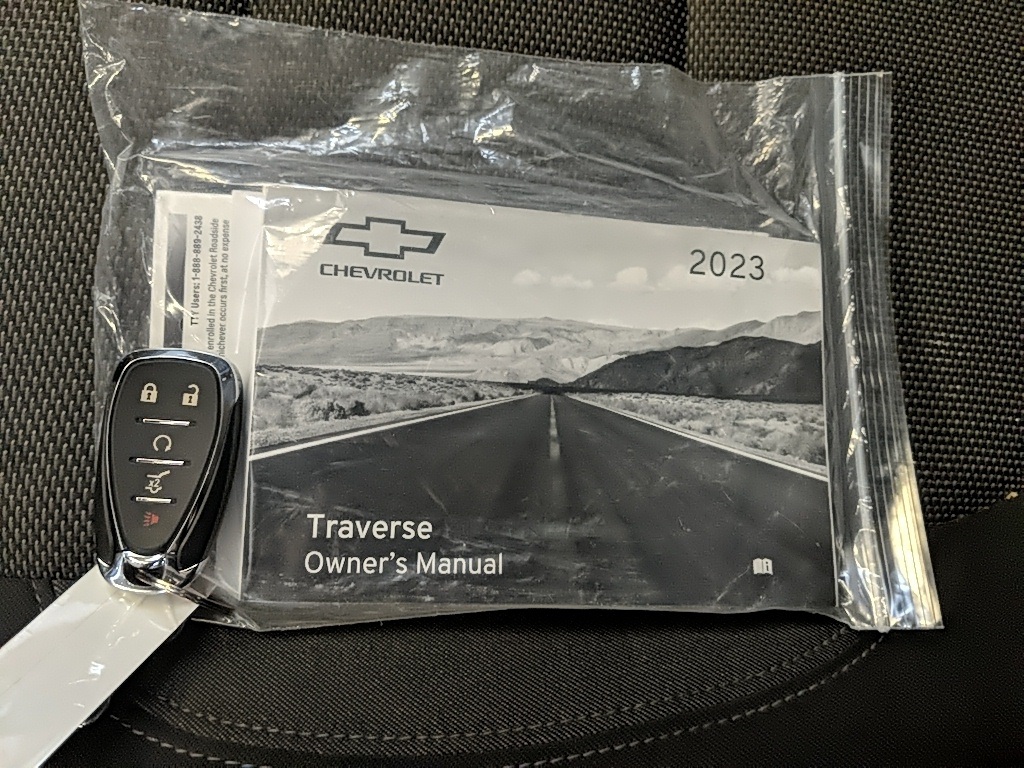 TTY Users: 1-888-889-2438
enrolled in the Chevrolet Roadside
whichever occurs first, at no expense
CHEVROLET
2023
Traverse
Owner's Manual
x2